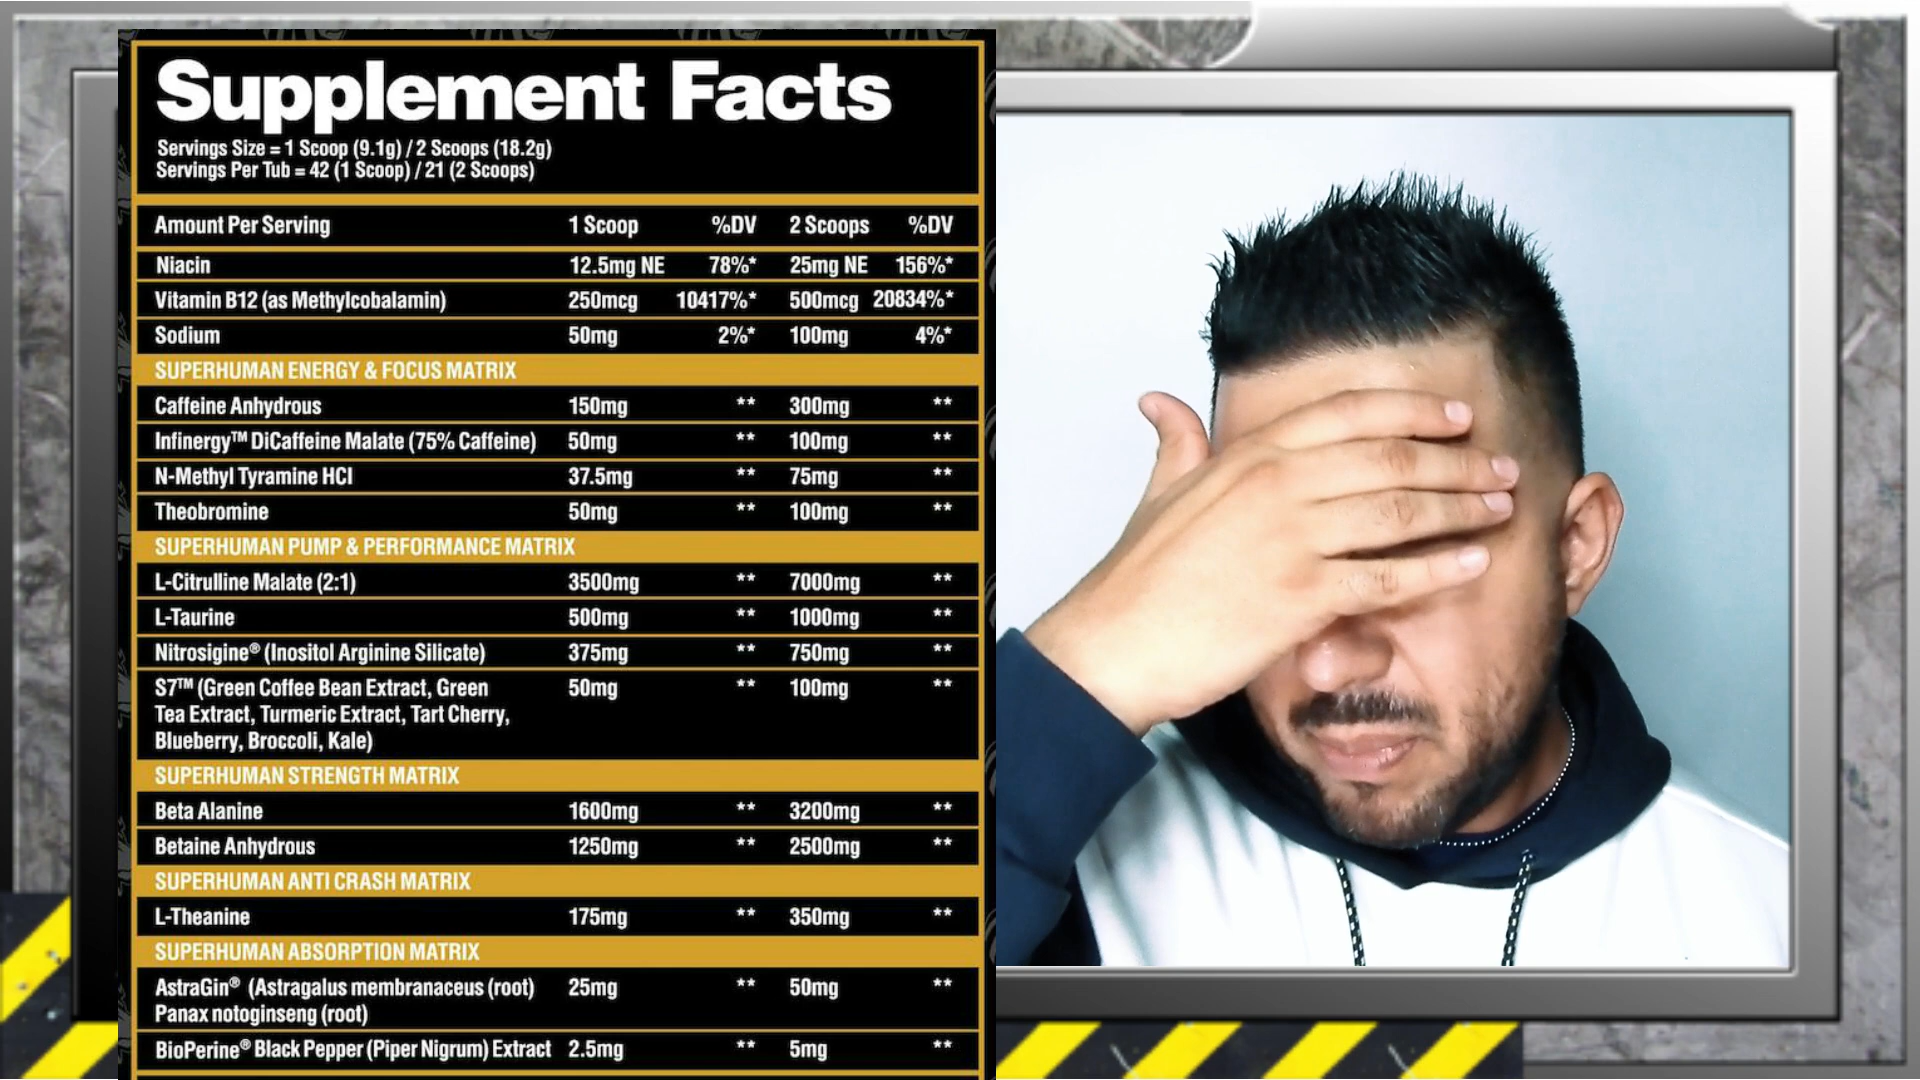 Supplement Facts
Servings Size = 1 Scoop (9.1g) / 2 Scoops (18.2g)
Servings Per Tub = 42 (1 Scoop) / 21 (2 Scoops)
Amount Per Serving 1 Scoop %DV 2 Scoops %DV
Niacin 12.5mg NE 78%* 25mg NE 156%*
Vitamin B12 (as Methylcobalamin) 250mcg 10417%* 500mcg 20834%*
Sodium 50mg 2%* 100mg 4%*
SUPERHUMAN ENERGY & FOCUS MATRIX
Caffeine Anhydrous 150mg ** 300mg **
Infinergy™ DiCaffeine Malate (75% Caffeine) 50mg ** 100mg **
N-Methyl Tyramine HCl 37.5mg ** 75mg **
Theobromine 50mg ** 100mg **
SUPERHUMAN PUMP & PERFORMANCE MATRIX
L-Citrulline Malate (2:1) 3500mg ** 7000mg **
L-Taurine 500mg ** 1000mg **
Nitrosigine® (Inositol Arginine Silicate) 375mg ** 750mg **
S7™ (Green Coffee Bean Extract, Green 50mg ** 100mg **
Tea Extract, Turmeric Extract, Tart Cherry,
Blueberry, Broccoli, Kale)
SUPERHUMAN STRENGTH MATRIX
Beta Alanine 1600mg ** 3200mg **
Betaine Anhydrous 1250mg ** 2500mg **
SUPERHUMAN ANTI CRASH MATRIX
L-Theanine 175mg ** 350mg **
SUPERHUMAN ABSORPTION MATRIX
AstraGin® (Astragalus membranaceus (root) 25mg ** 50mg **
Panax notoginseng (root)
BioPerine® Black Pepper (Piper Nigrum) Extract 2.5mg ** 5mg **